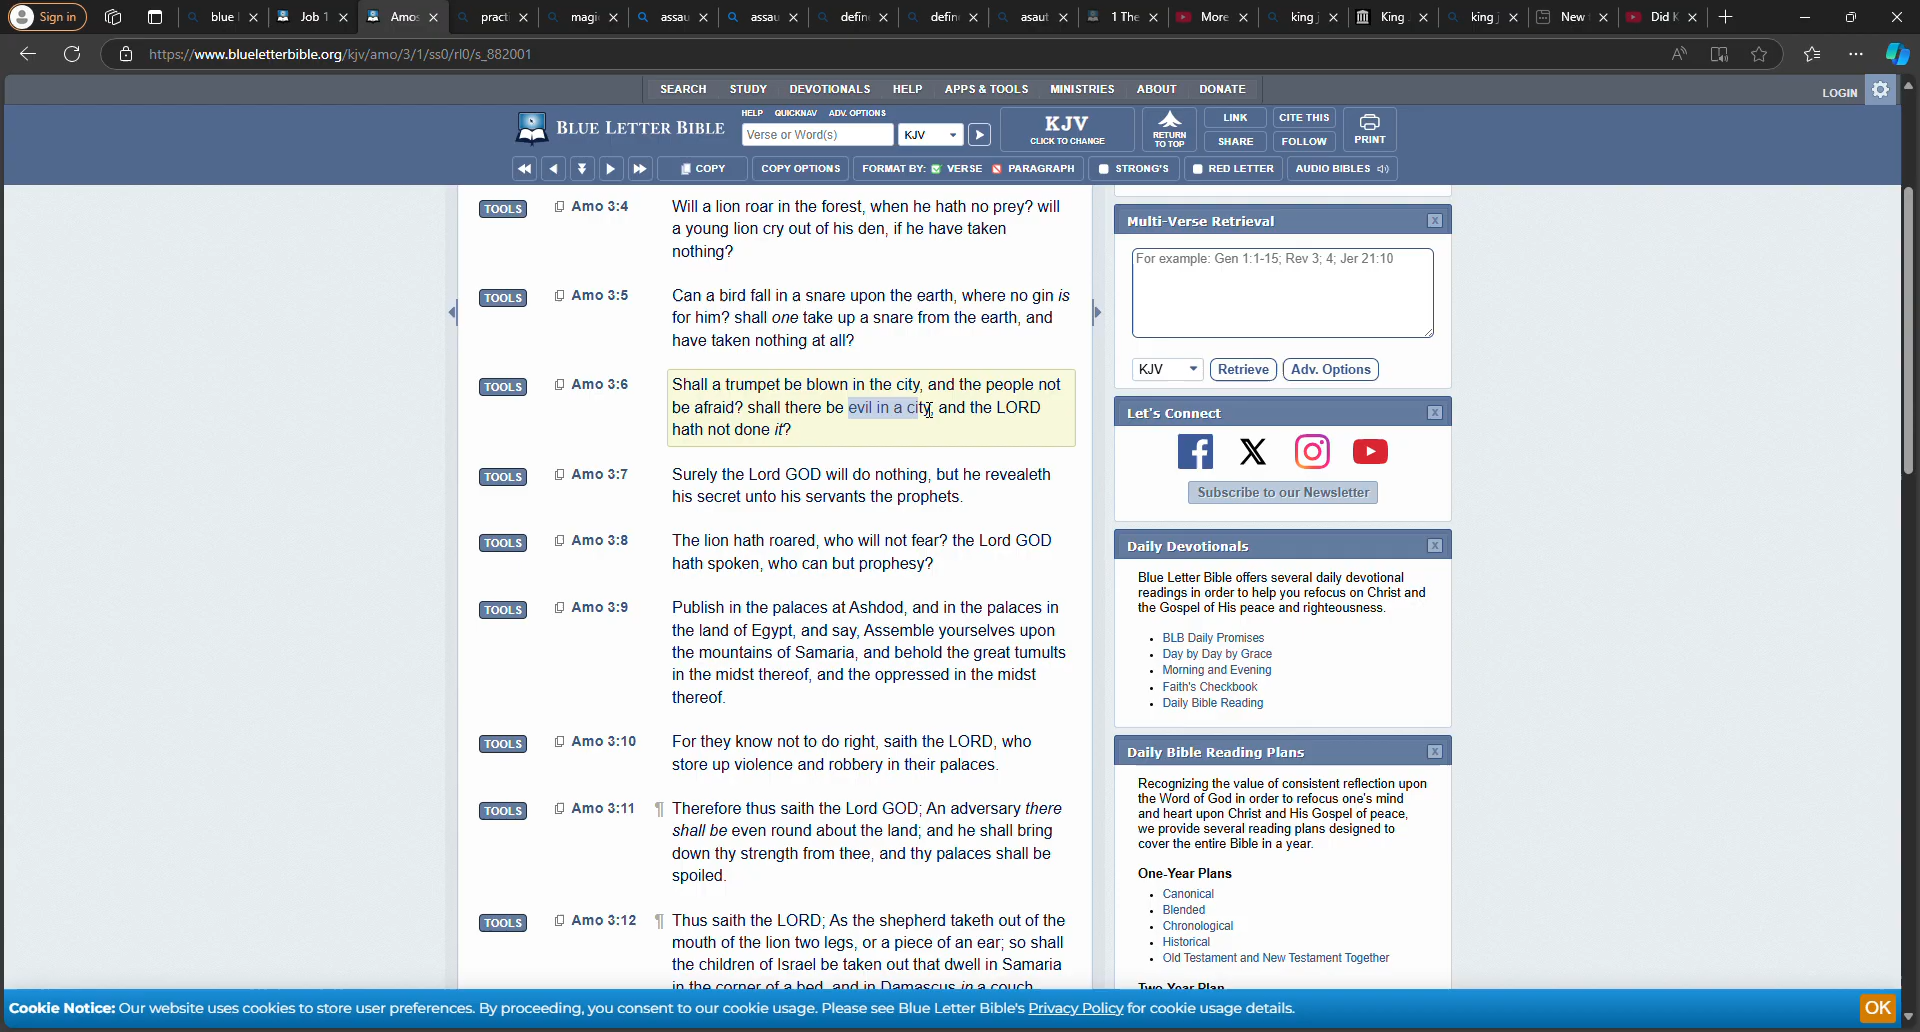 Sign in
blue l
Job 1
Amo
practi
magi
assau
assau
defin
defin
asaut
1 The
More
king j
King
king j
New
Did K
https://www.blueletterbible.org/kjv/amo/3/1/ss0/rl0/s_882001
SEARCH STUDY DEVOTIONALS HELP APPS & TOOLS MINISTRIES ABOUT DONATE
LOGIN
BLUE LETTER BIBLE
HELP QUICKNAV ADV. OPTIONS
Verse or Word(s)
KJV
KJV
CLICK TO CHANGE
RETURN
TO TOP
LINK
CITE THIS
SHARE
FOLLOW
PRINT
COPY
COPY OPTIONS
FORMAT BY: VERSE PARAGRAPH
STRONG'S
RED LETTER
AUDIO BIBLES
TOOLS
Amo 3:4
Will a lion roar in the forest, when he hath no prey? will
a young lion cry out of his den, if he have taken
nothing?
TOOLS
Amo 3:5
Can a bird fall in a snare upon the earth, where no gin is
for him? shall one take up a snare from the earth, and
have taken nothing at all?
TOOLS
Amo 3:6
Shall a trumpet be blown in the city, and the people not
be afraid? shall there be evil in a city, and the LORD
hath not done it?
TOOLS
Amo 3:7
Surely the Lord GOD will do nothing, but he revealeth
his secret unto his servants the prophets.
TOOLS
Amo 3:8
The lion hath roared, who will not fear? the Lord GOD
hath spoken, who can but prophesy?
TOOLS
Amo 3:9
Publish in the palaces at Ashdod, and in the palaces in
the land of Egypt, and say, Assemble yourselves upon
the mountains of Samaria, and behold the great tumults
in the midst thereof, and the oppressed in the midst
thereof.
TOOLS
Amo 3:10
For they know not to do right, saith the LORD, who
store up violence and robbery in their palaces.
TOOLS
Amo 3:11
¶ Therefore thus saith the Lord GOD; An adversary there
shall be even round about the land; and he shall bring
down thy strength from thee, and thy palaces shall be
spoiled.
TOOLS
Amo 3:12
¶ Thus saith the LORD; As the shepherd taketh out of the
mouth of the lion two legs, or a piece of an ear; so shall
the children of Israel be taken out that dwell in Samaria
in the corner of a bed, and in Damascus in a couch.
Multi-Verse Retrieval
For example: Gen 1:1-15; Rev 3; 4; Jer 21:10
KJV
Retrieve
Adv. Options
Let's Connect
Subscribe to our Newsletter
Daily Devotionals
Blue Letter Bible offers several daily devotional
readings in order to help you refocus on Christ and
the Gospel of His peace and righteousness.
BLB Daily Promises
Day by Day by Grace
Morning and Evening
Faith's Checkbook
Daily Bible Reading
Daily Bible Reading Plans
Recognizing the value of consistent reflection upon
the Word of God in order to refocus one's mind
and heart upon Christ and His Gospel of peace,
we provide several reading plans designed to
cover the entire Bible in a year.
One-Year Plans
Canonical
Blended
Chronological
Historical
Old Testament and New Testament Together
Two-Year Plan
Cookie Notice: Our website uses cookies to store user preferences. By proceeding, you consent to our cookie usage. Please see Blue Letter Bible's Privacy Policy for cookie usage details.
OK